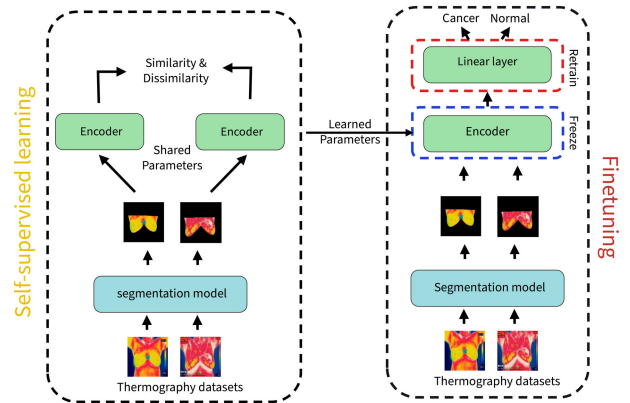 Self-supervised learning
Similarity &
Dissimilarity
Encoder
Encoder
Shared
Parameters
segmentation model
Thermography datasets
Learned
Parameters
Cancer
Normal
Linear layer
Retrain
Encoder
Freeze
Segmentation model
Thermography datasets
Finetuning